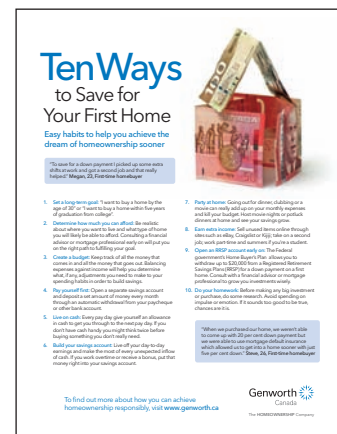 Ten Ways
to Save for
Your First Home
Easy habits to help you achieve the
dream of homeownership sooner
"To save for a down payment I picked up some extra
shifts at work and got a second job and that really
helped." Megan, 23, First-time homebuyer
1. Set a long-term goal: "I want to buy a home by the
age of 30" or "I want to buy a home within five years
of graduation from college".
2. Determine how much you can afford: Be realistic
about where you want to live and what type of home
you will likely be able to afford. Consulting a financial
advisor or mortgage professional early on will put you
on the right path to fulfilling your goal.
3. Create a budget: Keep track of all the money that
comes in and all the money that goes out. Balancing
expenses against income will help you determine
what, if any, adjustments you need to make to your
spending habits in order to build savings.
4. Pay yourself first: Open a separate savings account
and deposit a set amount of money every month
through an automatic withdrawal from your paycheque
or other bank account.
5. Live on cash: Every pay day give yourself an allowance
in cash to get you through to the next pay day. If you
don't have cash handy you might think twice before
buying something you don't really need.
6. Build your savings account: Live off your day-to-day
earnings and make the most of every unexpected inflow
of cash. If you work overtime or receive a bonus, put that
money right into your savings account.
7. Party at home: Going out for dinner, clubbing or a
movie can really add up on your monthly expenses
and kill your budget. Host movie nights or potluck
dinners at home and see your savings grow.
8. Earn extra income: Sell unused items online through
sites such as eBay, Craigslist or Kijiji; take on a second
job; work part-time and summers if you're a student.
9. Open an RRSP account early on: The Federal
government's Home Buyer's Plan allows you to
withdraw up to $20,000 from a Registered Retirement
Savings Plans (RRSP) for a down payment on a first
home. Consult with a financial advisor or mortgage
professional to grow you investments wisely.
10. Do your homework: Before making any big investment
or purchase, do some research. Avoid spending on
impulse or emotion. If it sounds too good to be true,
chances are it is.
"When we purchased our home, we weren't able
to come up with 20 per cent down payment but
we were able to use mortgage default insurance
which allowed us to get into a home sooner with just
five per cent down." Steve, 26, First-time homebuyer
To find out more about how you can achieve
homeownership responsibly, visit www.genworth.ca
Genworth
Canada
The HOMEOWNERSHIP Company